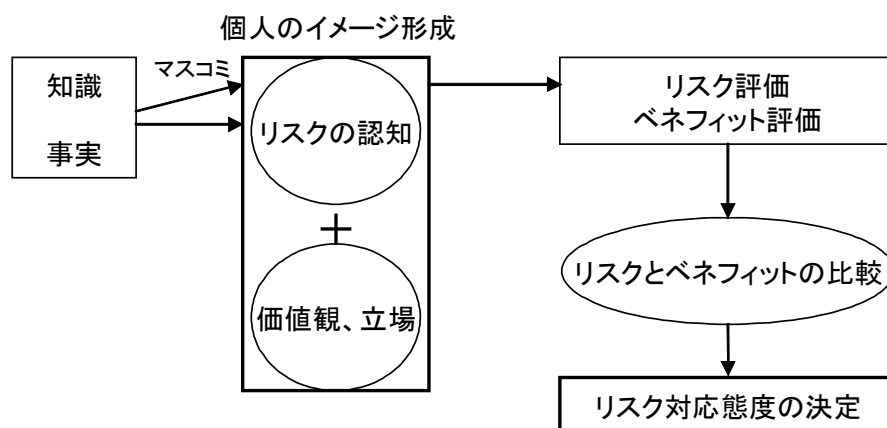 個人のイメージ形成
マスコミ
知識
事実
リスクの認知
＋
価値観、立場
リスク評価
ベネフィット評価
リスクとベネフィットの比較
リスク対応態度の決定